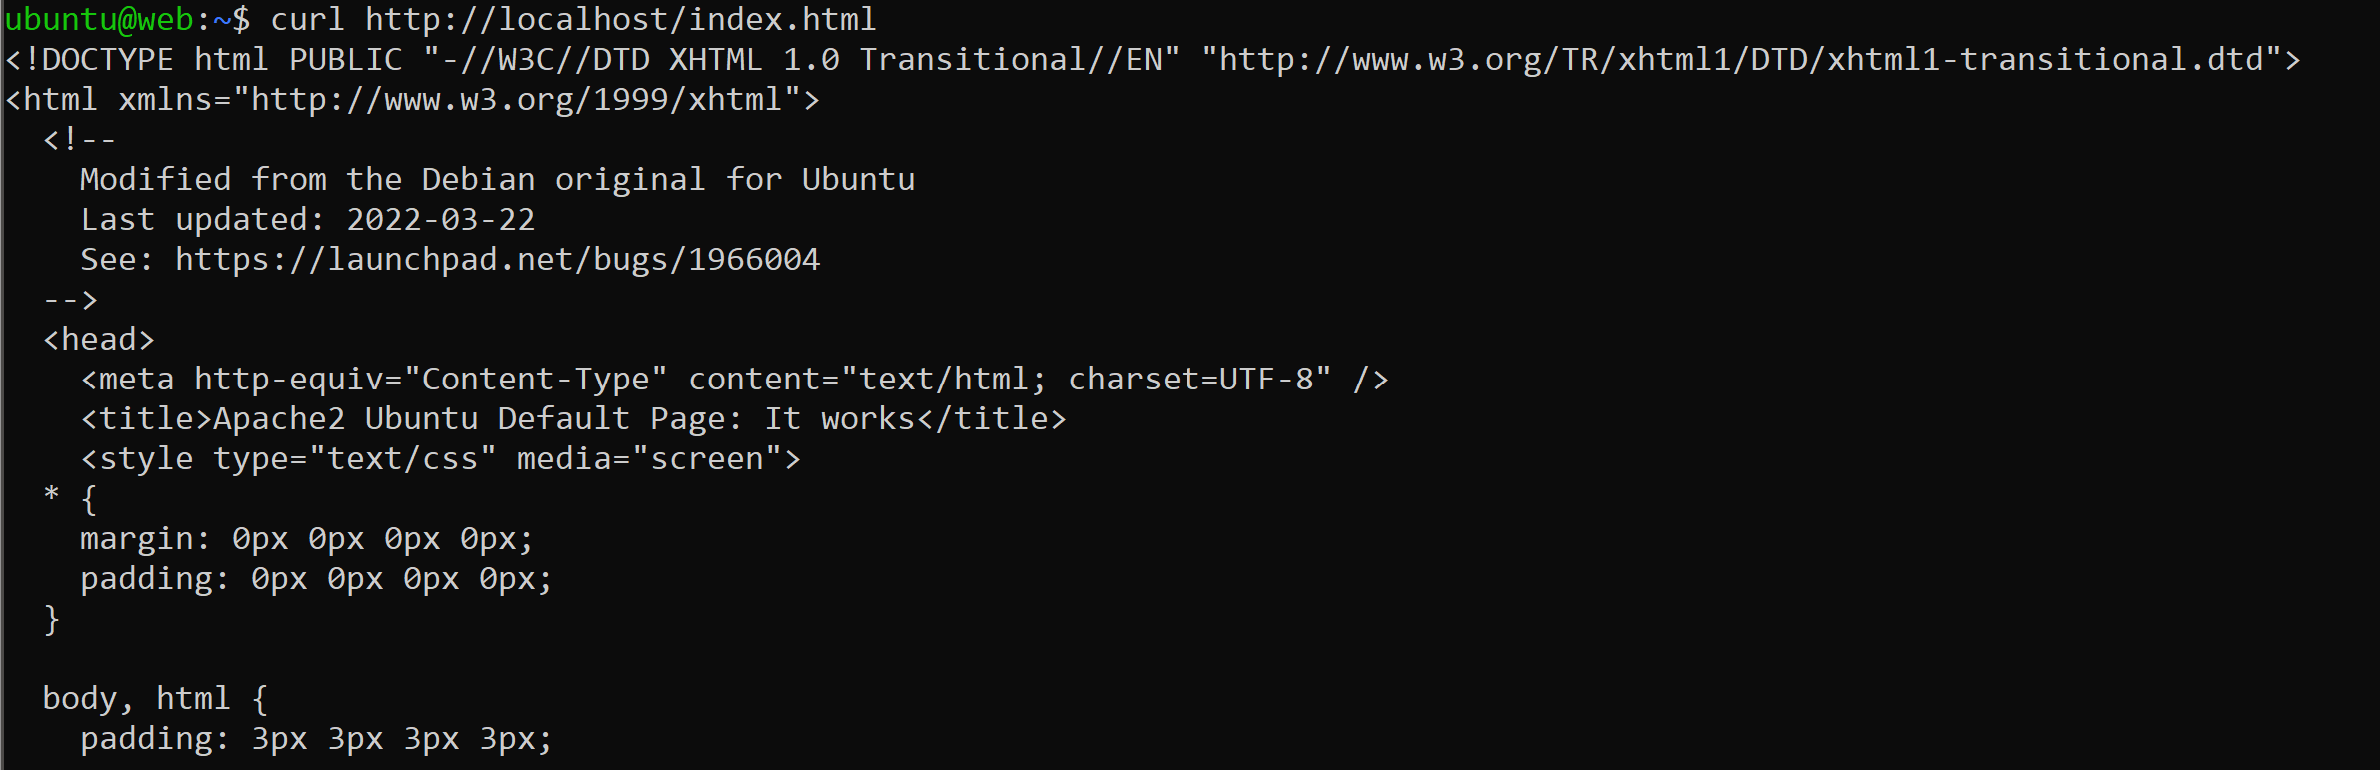 ubuntu@web:~$ curl http://localhost/index.html
<!DOCTYPE html PUBLIC "-//W3C//DTD XHTML 1.0 Transitional//EN" "http://www.w3.org/TR/xhtml1/DTD/xhtml1-transitional.dtd">
<html xmlns="http://www.w3.org/1999/xhtml">
  <!--
    Modified from the Debian original for Ubuntu
    Last updated: 2022-03-22
    See: https://launchpad.net/bugs/1966004
  -->
  <head>
    <meta http-equiv="Content-Type" content="text/html; charset=UTF-8" />
    <title>Apache2 Ubuntu Default Page: It works</title>
    <style type="text/css" media="screen">
  * {
    margin: 0px 0px 0px 0px;
    padding: 0px 0px 0px 0px;
  }

  body, html {
    padding: 3px 3px 3px 3px;